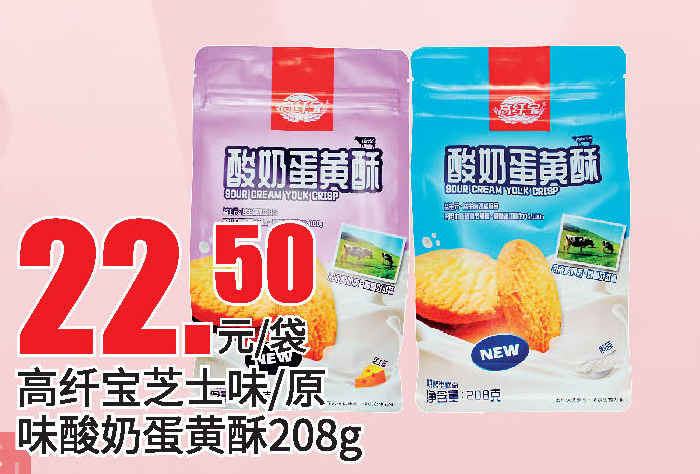 高纤宝
酸奶蛋黄酥
SOUR CREAM YOLK CRISP
NEW
高纤宝
酸奶蛋黄酥
SOUR CREAM YOLK CRISP
NEW
净含量：208克
22.50
元/袋
高纤宝芝士味/原
味酸奶蛋黄酥208g